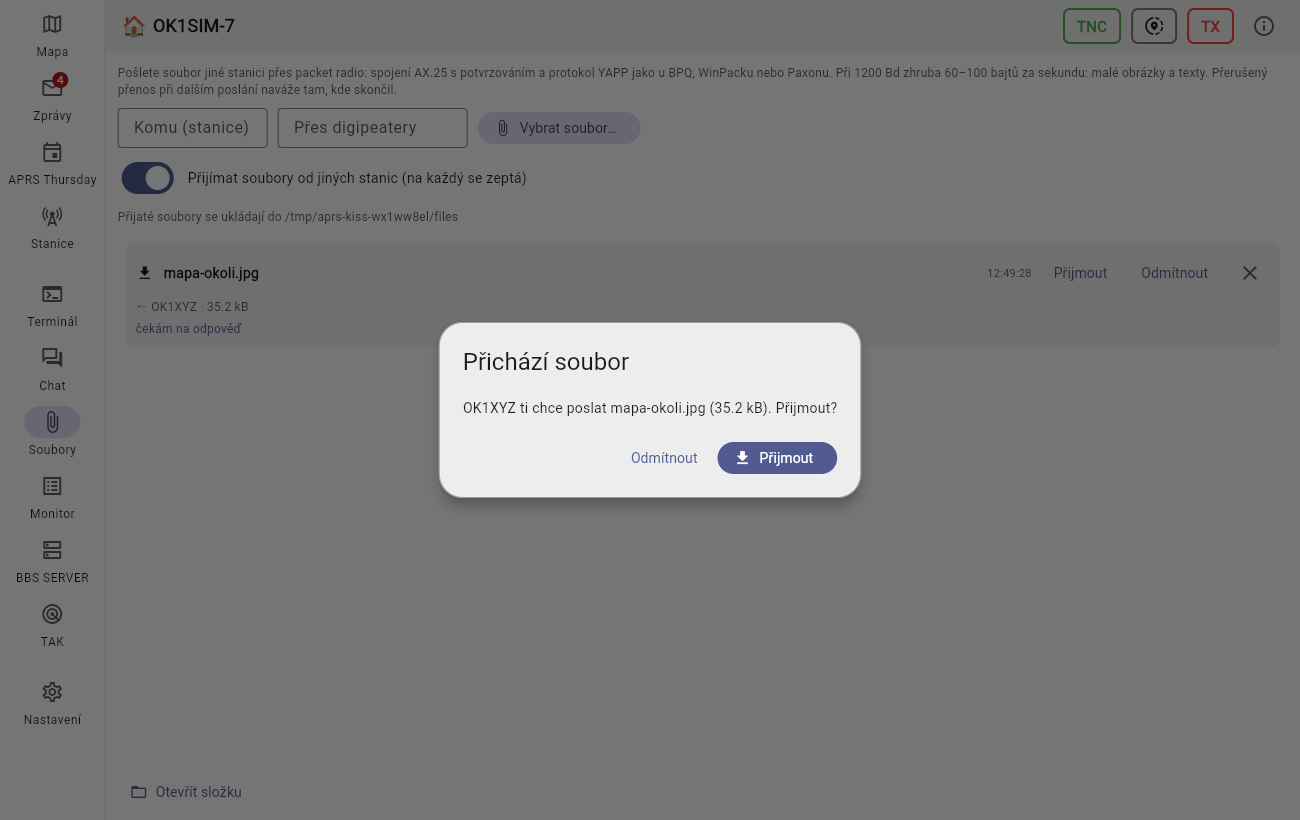 Mapa
4
Zprávy
APRS Thursday
Stanice
Terminál
Chat
Soubory
Monitor
BBS SERVER
TAK
Nastavení
OK1SIM-7
TNC
TX
Pošlete soubor jiné stanici přes packet radio: spojení AX.25 s potvrzováním a protokol YAPP jako u BPQ, WinPacku nebo Paxonu. Při 1200 Bd zhruba 60–100 bajtů za sekundu: malé obrázky a texty. Přerušený
přenos při dalším poslání naváže tam, kde skončil.
Komu (stanice)
Přes digipeatery
Vybrat soubor…
Přijímat soubory od jiných stanic (na každý se zeptá)
Přijaté soubory se ukládají do /tmp/aprs-kiss-wx1ww8el/files
mapa-okoli.jpg
12:49:28
Přijmout
Odmítnout
← OK1XYZ · 35.2 kB
čekám na odpověď
Přichází soubor
OK1XYZ ti chce poslat mapa-okoli.jpg (35.2 kB). Přijmout?
Odmítnout
Přijmout
Otevřít složku